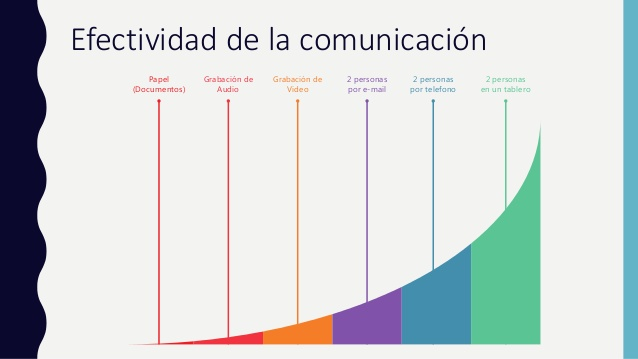 Efectividad de la comunicación
Papel
(Documentos)
Grabación de
Audio
Grabación de
Video
2 personas
por e-mail
2 personas
por telefono
2 personas
en un tablero